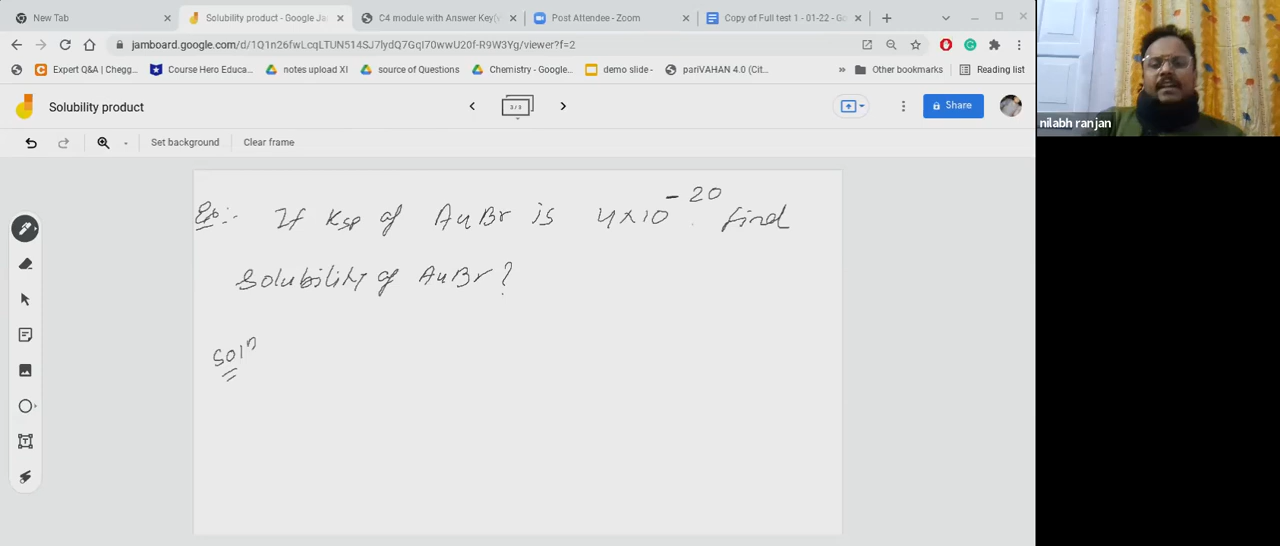 New Tab
Solubility product - Google Ja
C4 module with Answer Key(
Post Attendee - Zoom
Copy of Full test 1 - 01-22 - Go
jamboard.google.com/d/1Q1n26fwLcqLTUN514SJ7lydQ7GqI70wwU20f-R9W3Yg/viewer?f=2
Expert Q&A | Chegg...
Course Hero Educa...
notes upload XI
source of Questions
Chemistry - Google...
demo slide -
pariVAHAN 4.0 (Cit...
Other bookmarks
Reading list
Solubility product
3 / 3
Share
Set background
Clear frame
nilabh ranjan
If Ksp of AuBr is 4×10⁻²⁰ find
Solubility of AuBr?
Solⁿ